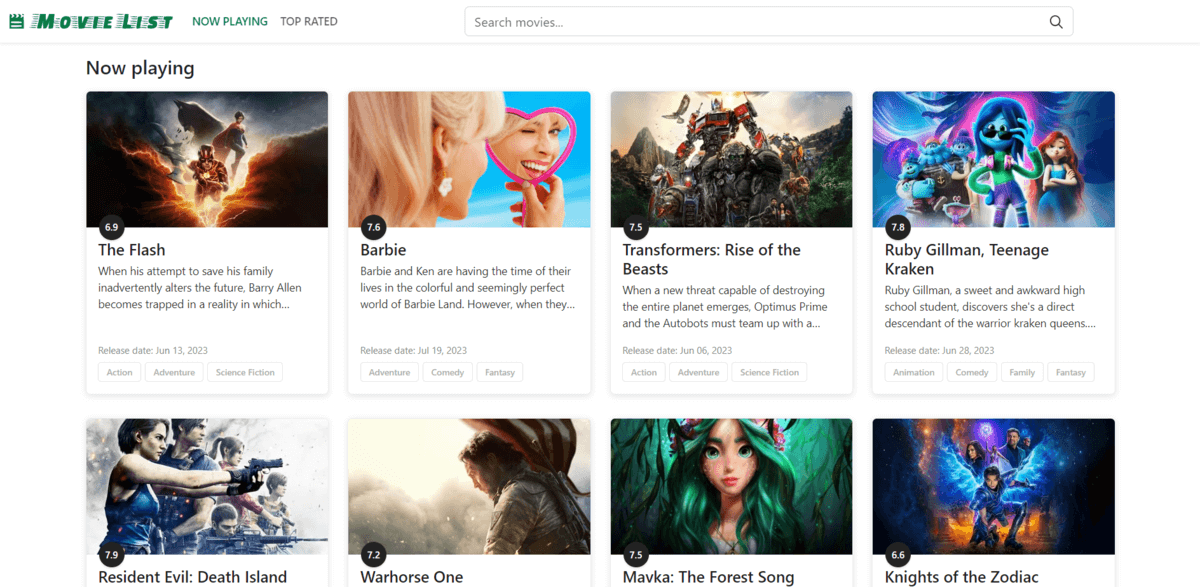 Movie List NOW PLAYING TOP RATED Search movies...
Now playing
6.9
The Flash
When his attempt to save his family
inadvertently alters the future, Barry Allen
becomes trapped in a reality in which...
Release date: Jun 13, 2023
Action Adventure Science Fiction
7.6
Barbie
Barbie and Ken are having the time of their
lives in the colorful and seemingly perfect
world of Barbie Land. However, when they...
Release date: Jul 19, 2023
Adventure Comedy Fantasy
7.5
Transformers: Rise of the
Beasts
When a new threat capable of destroying
the entire planet emerges, Optimus Prime
and the Autobots must team up with a...
Release date: Jun 06, 2023
Action Adventure Science Fiction
7.8
Ruby Gillman, Teenage
Kraken
Ruby Gillman, a sweet and awkward high
school student, discovers she's a direct
descendant of the warrior kraken queens....
Release date: Jun 28, 2023
Animation Comedy Family Fantasy
7.9
Resident Evil: Death Island
7.2
Warhorse One
7.5
Mavka: The Forest Song
6.6
Knights of the Zodiac